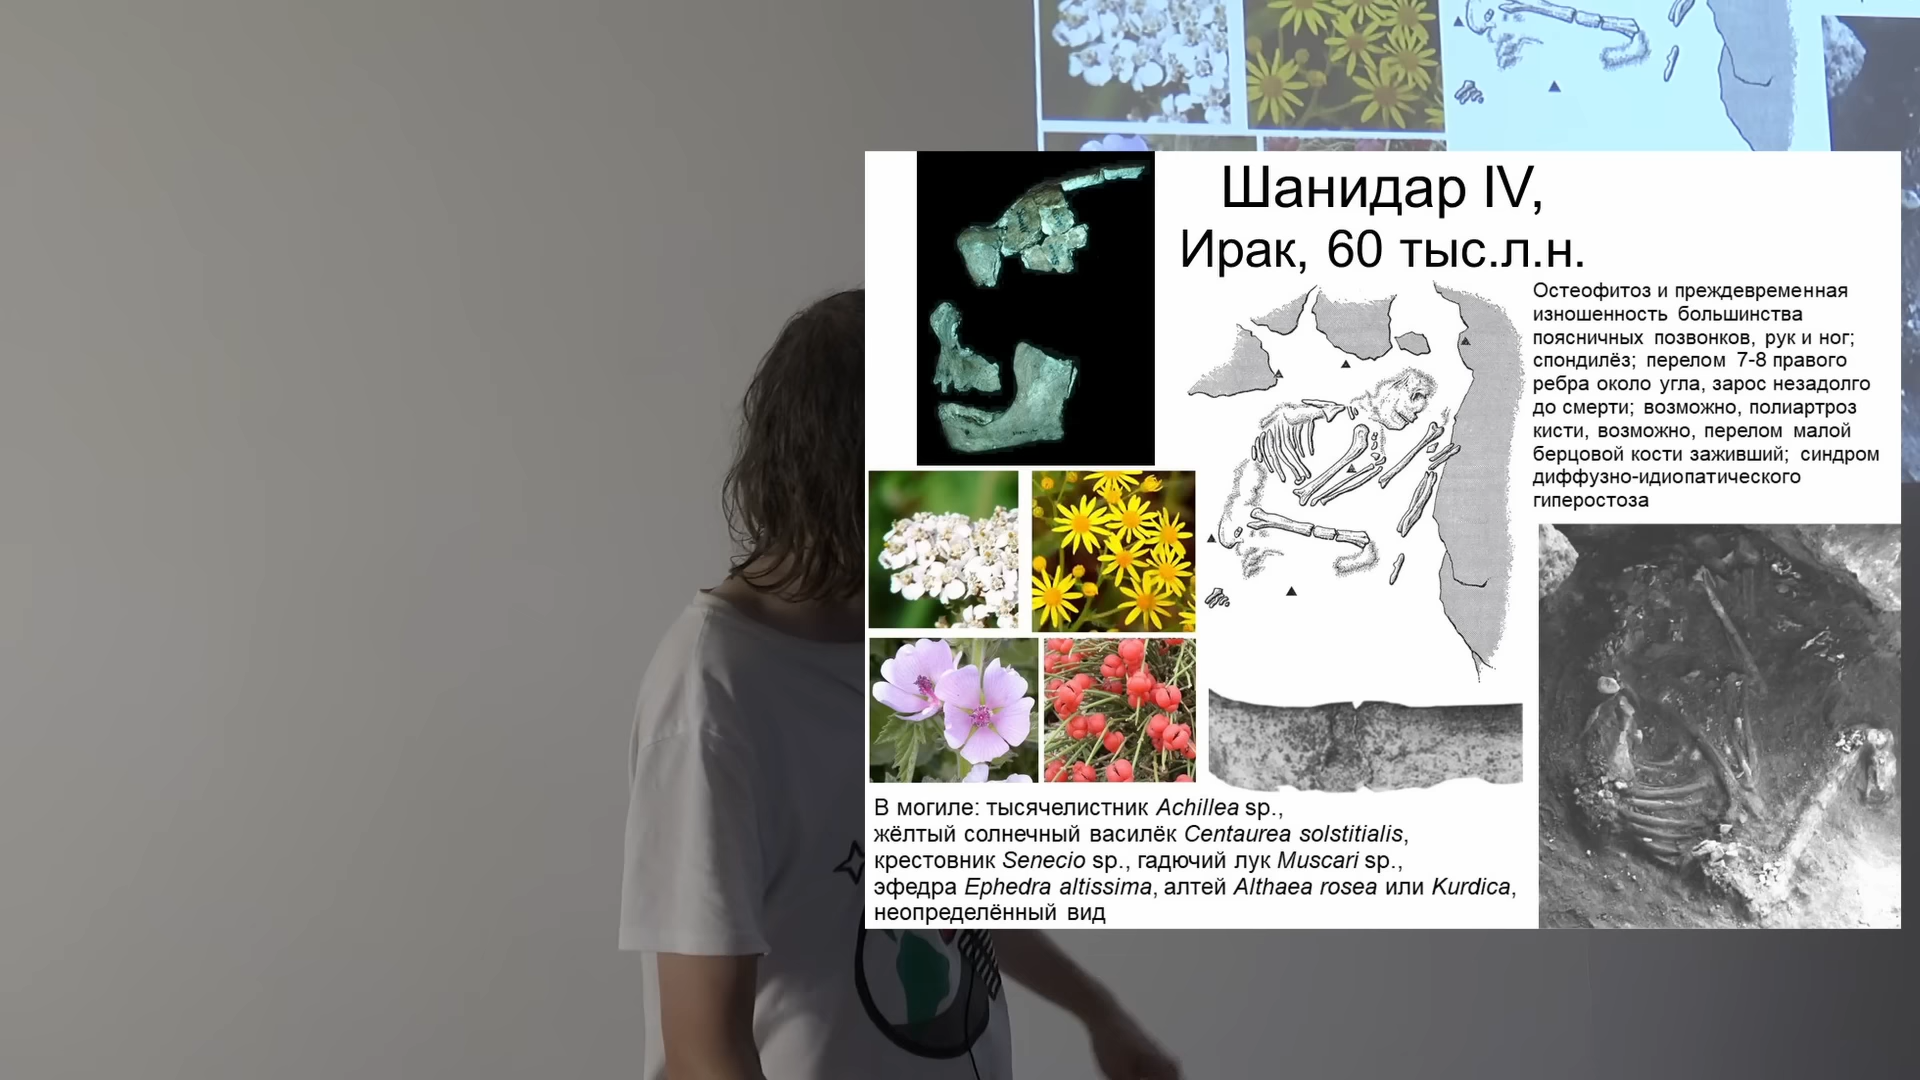 Шанидар IV,
Ирак, 60 тыс.л.н.
Остеофитоз и преждевременная
изношенность большинства
поясничных позвонков, рук и ног;
спондилёз; перелом 7-8 правого
ребра около угла, зарос незадолго
до смерти; возможно, полиартроз
кисти, возможно, перелом малой
берцовой кости заживший; синдром
диффузно-идиопатического
гиперостоза
В могиле: тысячелистник Achillea sp.,
жёлтый солнечный василёк Centaurea solstitialis,
крестовник Senecio sp., гадючий лук Muscari sp.,
эфедра Ephedra altissima, алтей Althaea rosea или Kurdica,
неопределённый вид